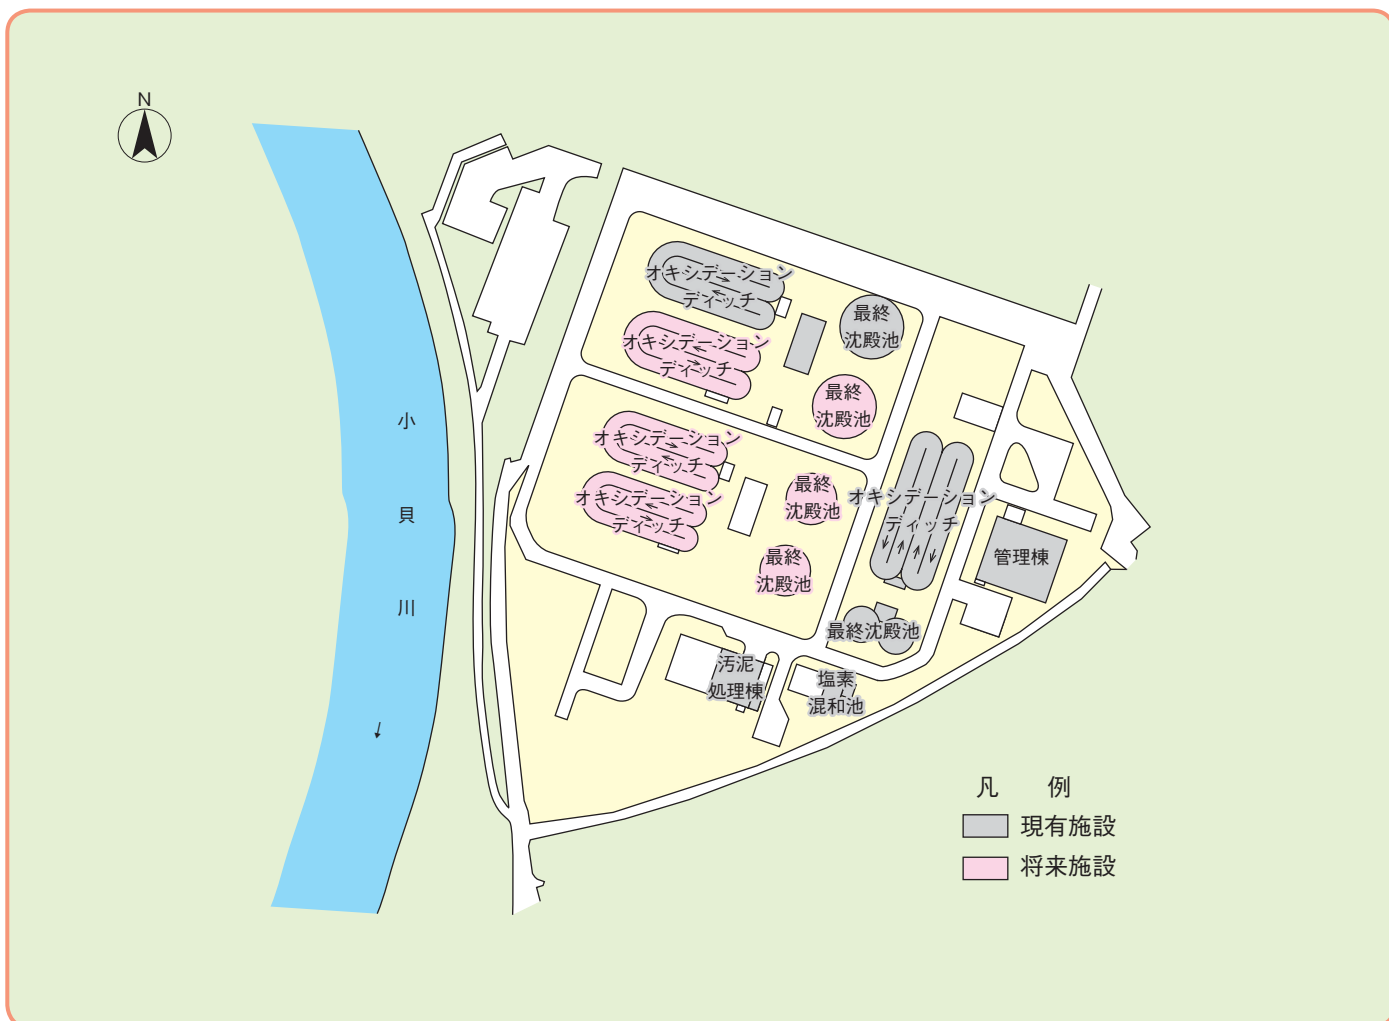 N
小貝川
オキシデーション
ディッチ
最終
沈殿池
オキシデーション
ディッチ
最終
沈殿池
オキシデーション
ディッチ
最終
沈殿池
オキシデーション
ディッチ
最終
沈殿池
オキシデーション
ディッチ
管理棟
最終沈殿池
汚泥
処理棟
塩素
混和池
凡　例
現有施設
将来施設